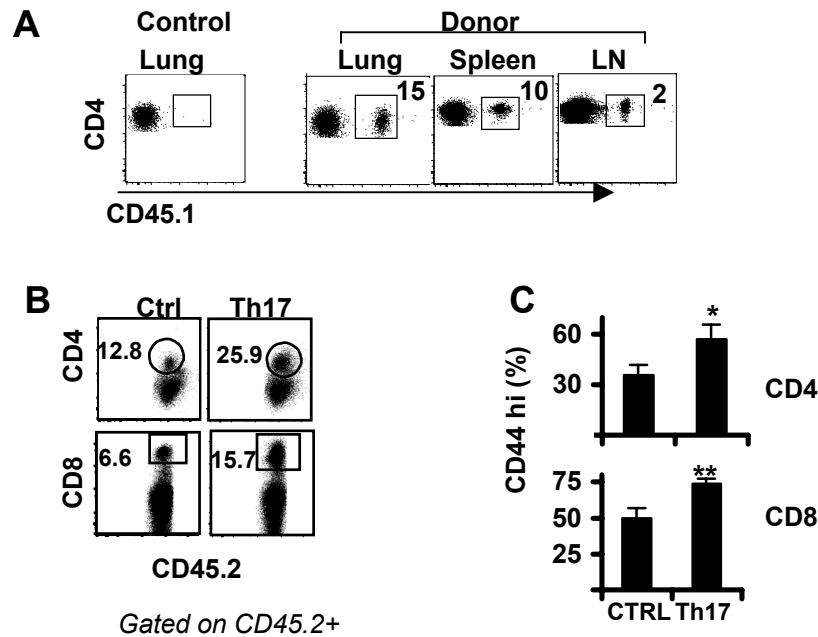 A
Control
Donor
Lung
Lung
Spleen
LN
15
10
2
CD4
CD45.1
B
Ctrl
Th17
CD4
12.8
25.9
CD8
6.6
15.7
CD45.2
Gated on CD45.2+
C
CD44 hi (%)
60
30
*
CD4
75
50
25
**
CD8
CTRL Th17